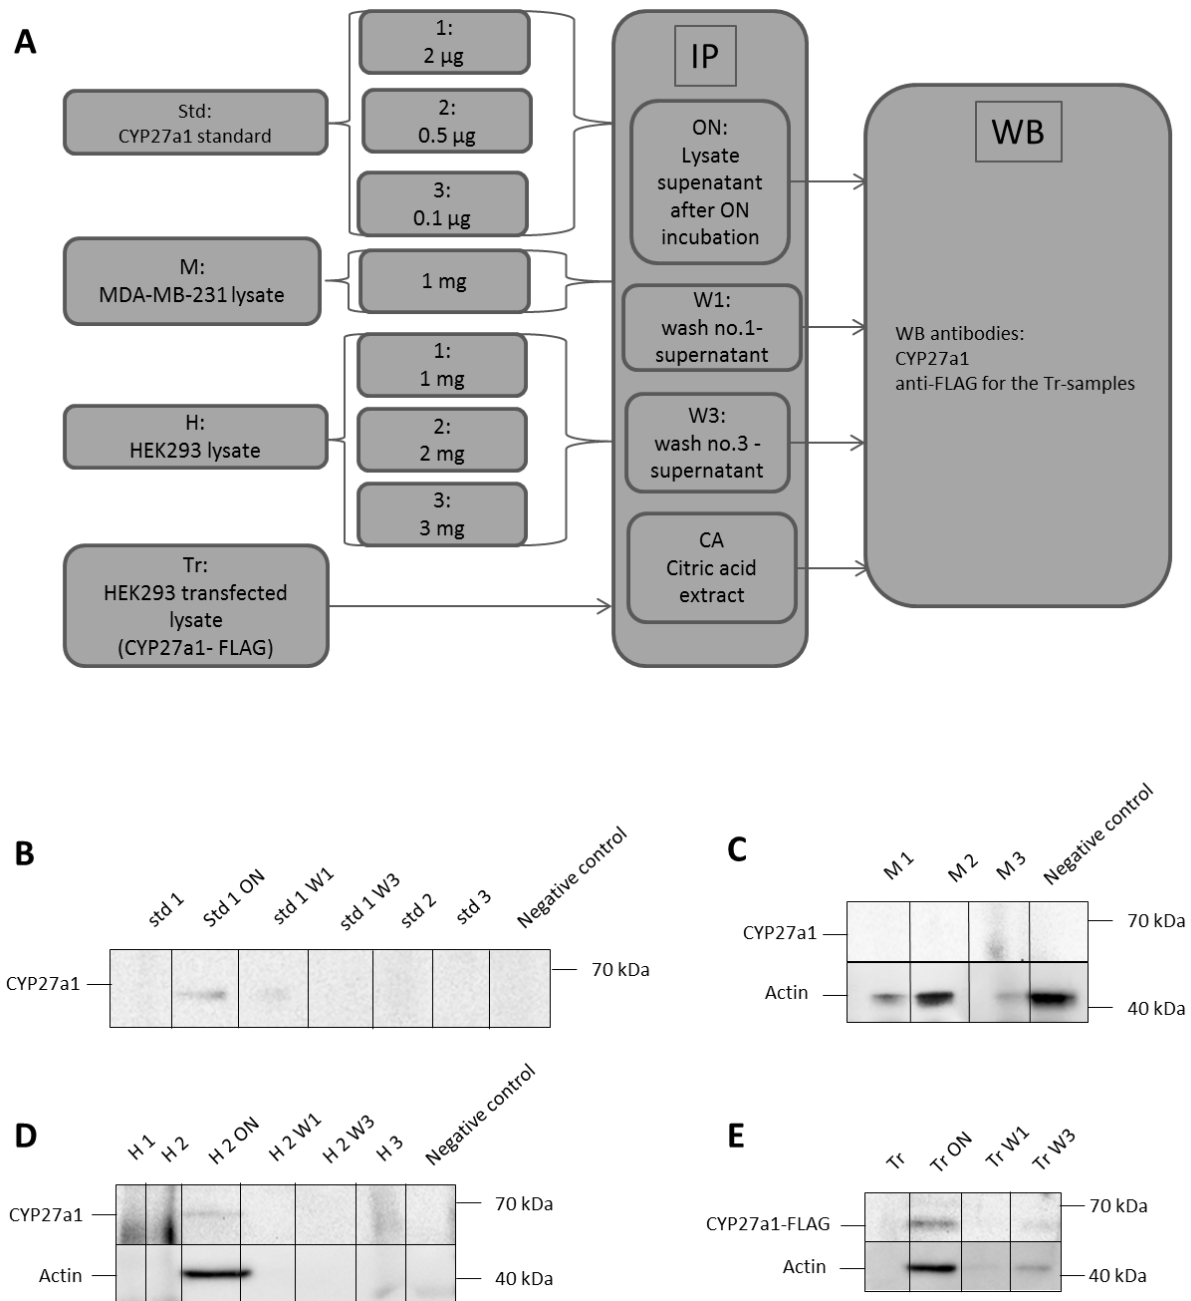 A
Std:
CYP27a1 standard
1:
2 µg
2:
0.5 µg
3:
0.1 µg
M:
MDA-MB-231 lysate
1 mg
H:
HEK293 lysate
1:
1 mg
2:
2 mg
3:
3 mg
Tr:
HEK293 transfected
lysate
(CYP27a1- FLAG)
IP
ON:
Lysate
supenatant
after ON
incubation
W1:
wash no.1-
supernatant
W3:
wash no.3 -
supernatant
CA
Citric acid
extract
WB
WB antibodies:
CYP27a1
anti-FLAG for the Tr-samples
B
std 1
Std 1 ON
std 1 W1
std 1 W3
std 2
std 3
Negative control
CYP27a1
70 kDa
C
M 1
M 2
M 3
Negative control
CYP27a1
70 kDa
Actin
40 kDa
D
H 1
H 2
H 2 ON
H 2 W1
H 2 W3
H 3
Negative control
CYP27a1
70 kDa
Actin
40 kDa
E
Tr
Tr ON
Tr W1
Tr W3
CYP27a1-FLAG
70 kDa
Actin
40 kDa